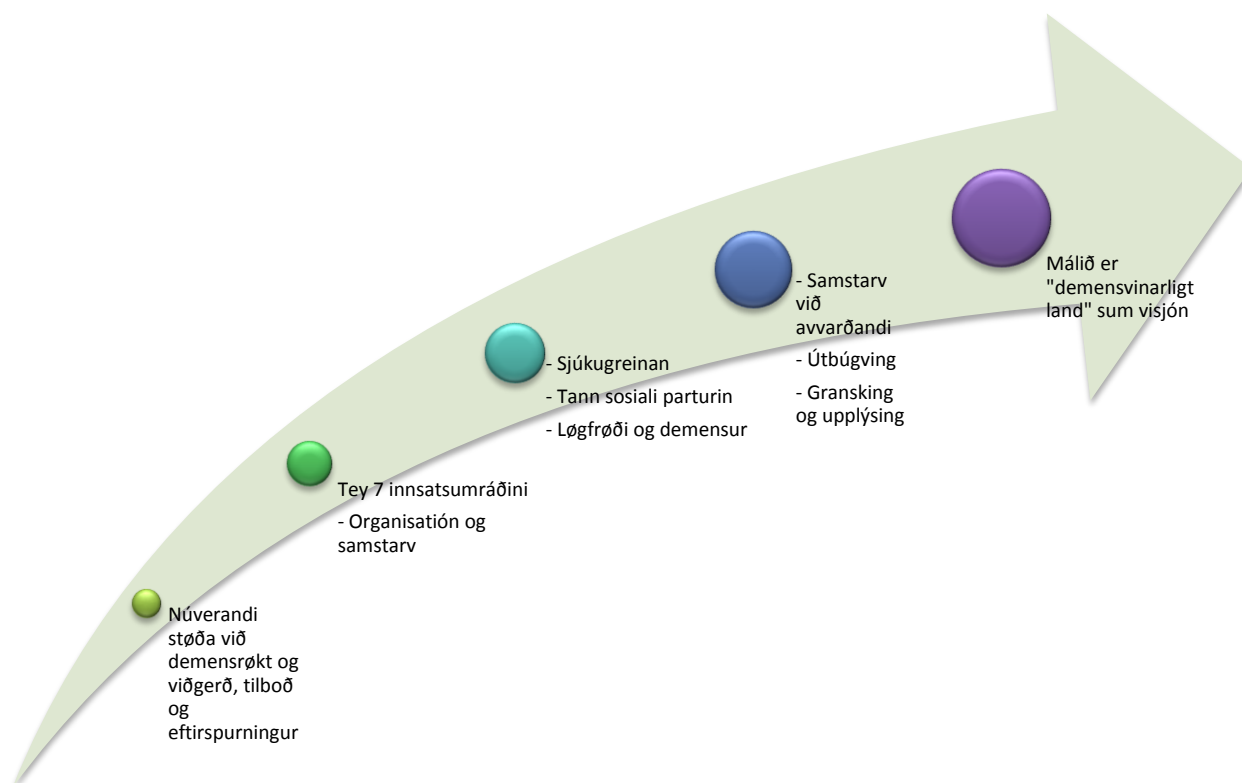 Núverandi
støða við
demensrøkt og
viðgerð, tilboð
og
eftirspurningur
Tey 7 innsatsumráðini
- Organisatión og
samstarv
- Sjúkugreinan
- Tann sosiali parturin
- Løgfrøði og demensur
- Samstarv
við
avvarðandi
- Útbúgving
- Gransking
og upplýsing
Málið er
"demensvinarligt
land" sum visjón